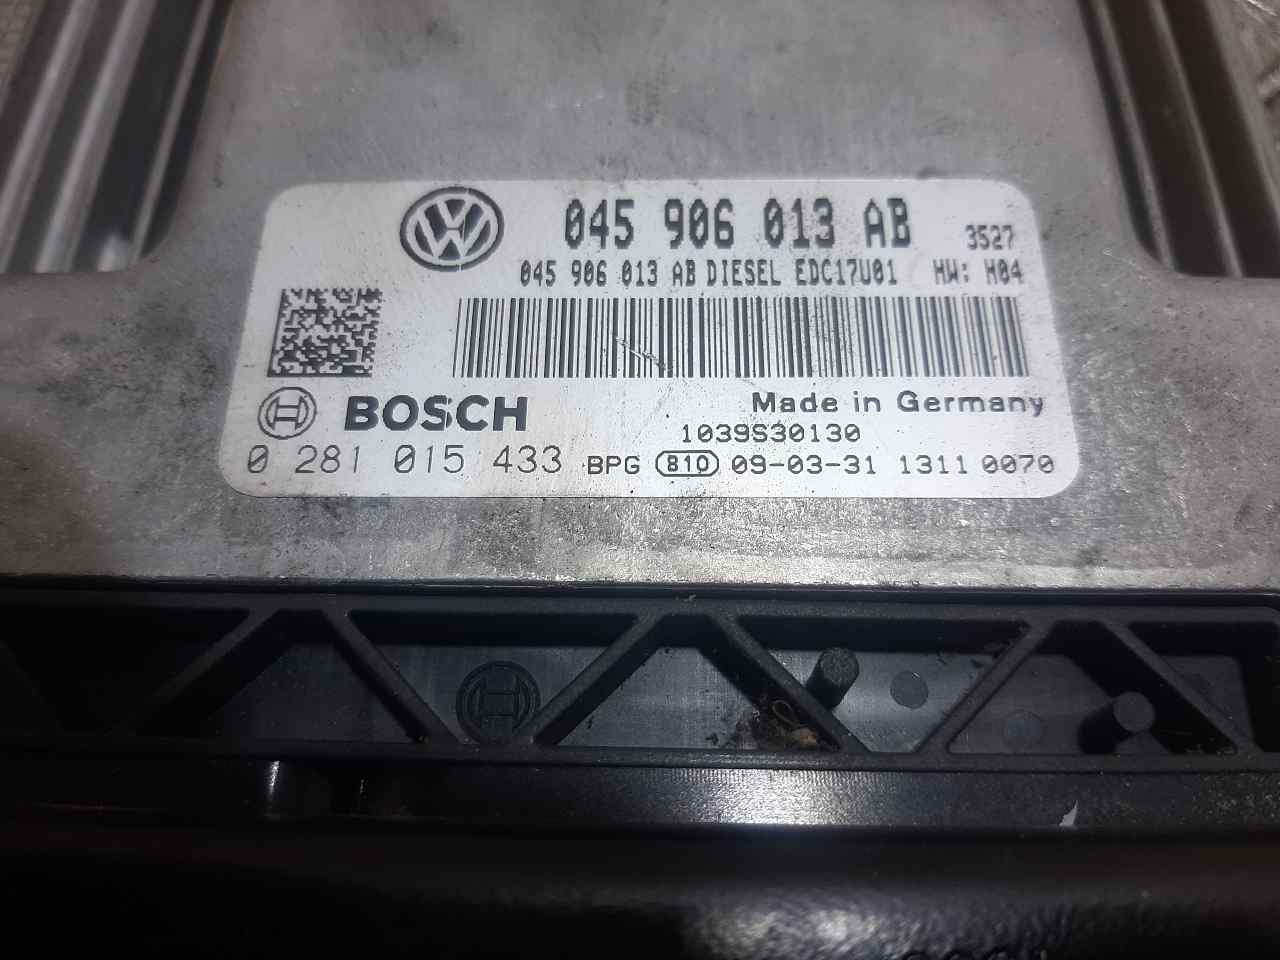 045 906 013 AB 3527
045 906 013 AB DIESEL EDC17U01 HW: H04
BOSCH Made in Germany
1039S30130
0 281 015 433 BPG 810 09-03-31 1311 0070